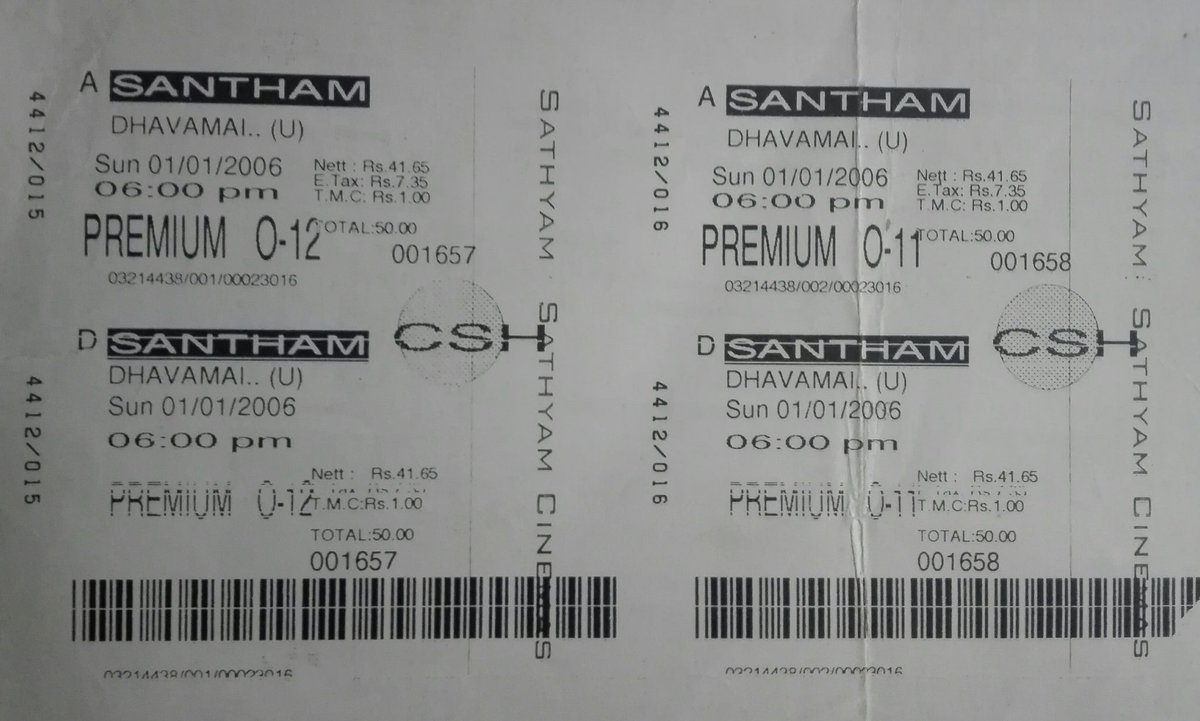 4412/015
A SANTHAM
DHAVAMAI.. (U)
Sun 01/01/2006
06:00 pm
Nett : Rs.41.65
E.Tax: Rs.7.35
T.M.C: Rs.1.00
PREMIUM O-12
TOTAL:50.00
001657
03214438/001/00023016
CSH
4412/015
D SANTHAM
DHAVAMAI.. (U)
Sun 01/01/2006
06:00 pm
Nett : Rs.41.65
PREMIUM O-12
T.M.C:Rs.1.00
TOTAL:50.00
001657
03214438/001/00023016
SATHYAM SATHYAM CINEMAS
4412/016
A SANTHAM
DHAVAMAI.. (U)
Sun 01/01/2006
06:00 pm
Nett : Rs.41.65
E.Tax: Rs.7.35
T.M.C: Rs.1.00
PREMIUM O-11
TOTAL:50.00
001658
03214438/002/00023016
CSH
4412/016
D SANTHAM
DHAVAMAI.. (U)
Sun 01/01/2006
06:00 pm
Nett : Rs.41.65
PREMIUM O-11
T.M.C:Rs.1.00
TOTAL:50.00
001658
03214438/002/00023016
SATHYAM SATHYAM CINEMAS